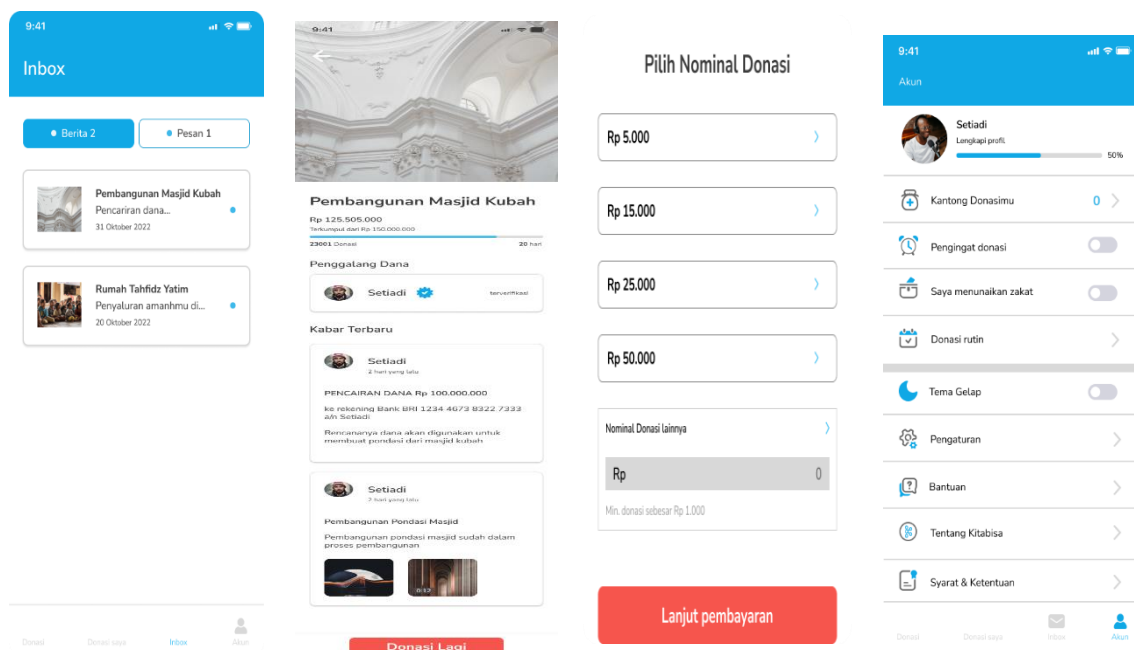 9:41
Inbox
Berita 2
Pesan 1
Pembangunan Masjid Kubah
Pencariran dana...
31 Oktober 2022
Rumah Tahfidz Yatim
Penyaluran amanhmu di...
20 Oktober 2022
Donasi
Donasi saya
Inbox
Akun
9:41
Pembangunan Masjid Kubah
Rp 125.505.000
Terkumpul dari Rp 150.000.000
23001 Donasi
20 hari
Penggalang Dana
Setiadi
terverifikasi
Kabar Terbaru
Setiadi
2 hari yang lalu
PENCAIRAN DANA Rp 100.000.000
ke rekening Bank BRI 1234 4673 8322 7333
a/n Setiadi
Rencananya dana akan digunakan untuk
membuat pondasi dari masjid kubah
Setiadi
2 hari yang lalu
Pembangunan Pondasi Masjid
Pembangunan pondasi masjid sudah dalam
proses pembangunan
0:12
Donasi Lagi
Pilih Nominal Donasi
Rp 5.000
Rp 15.000
Rp 25.000
Rp 50.000
Nominal Donasi lainnya
Rp
0
Min. donasi sebesar Rp 1.000
Lanjut pembayaran
9:41
Akun
Setiadi
Lengkapi profil
50%
Kantong Donasimu
0
Pengingat donasi
Saya menunaikan zakat
Donasi rutin
Tema Gelap
Pengaturan
Bantuan
Tentang Kitabisa
Syarat & Ketentuan
Donasi
Donasi saya
Inbox
Akun